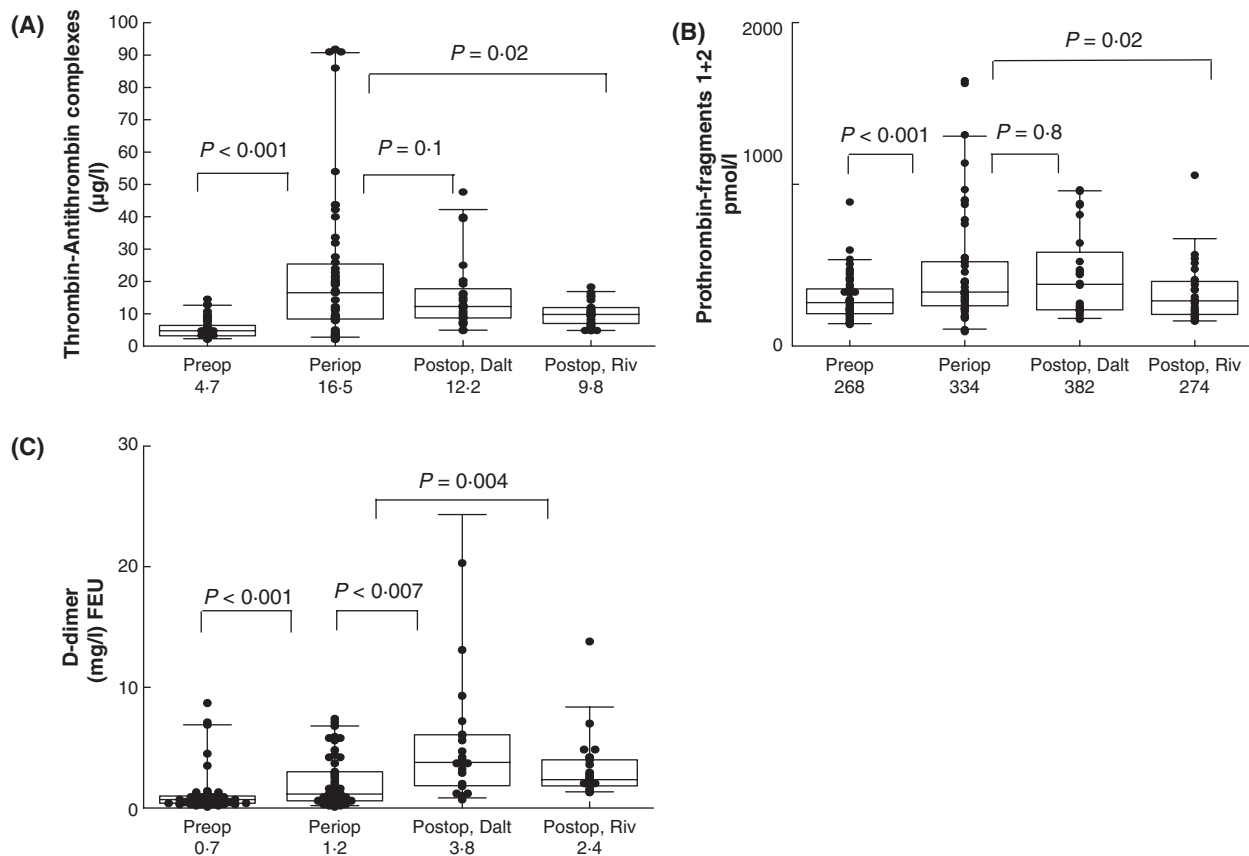 (A)
Thrombin-Antithrombin complexes
(µg/l)
100
90
80
70
60
50
40
30
20
10
0
P < 0·001
P = 0·1
P = 0·02
Preop Periop Postop, Dalt Postop, Riv
4·7 16·5 12·2 9·8
(B)
Prothrombin-fragments 1+2
pmol/l
2000
1000
0
P < 0·001
P = 0·8
P = 0·02
Preop Periop Postop, Dalt Postop, Riv
268 334 382 274
(C)
D-dimer
(mg/l) FEU
30
20
10
0
P < 0·001
P < 0·007
P = 0·004
Preop Periop Postop, Dalt Postop, Riv
0·7 1·2 3·8 2·4